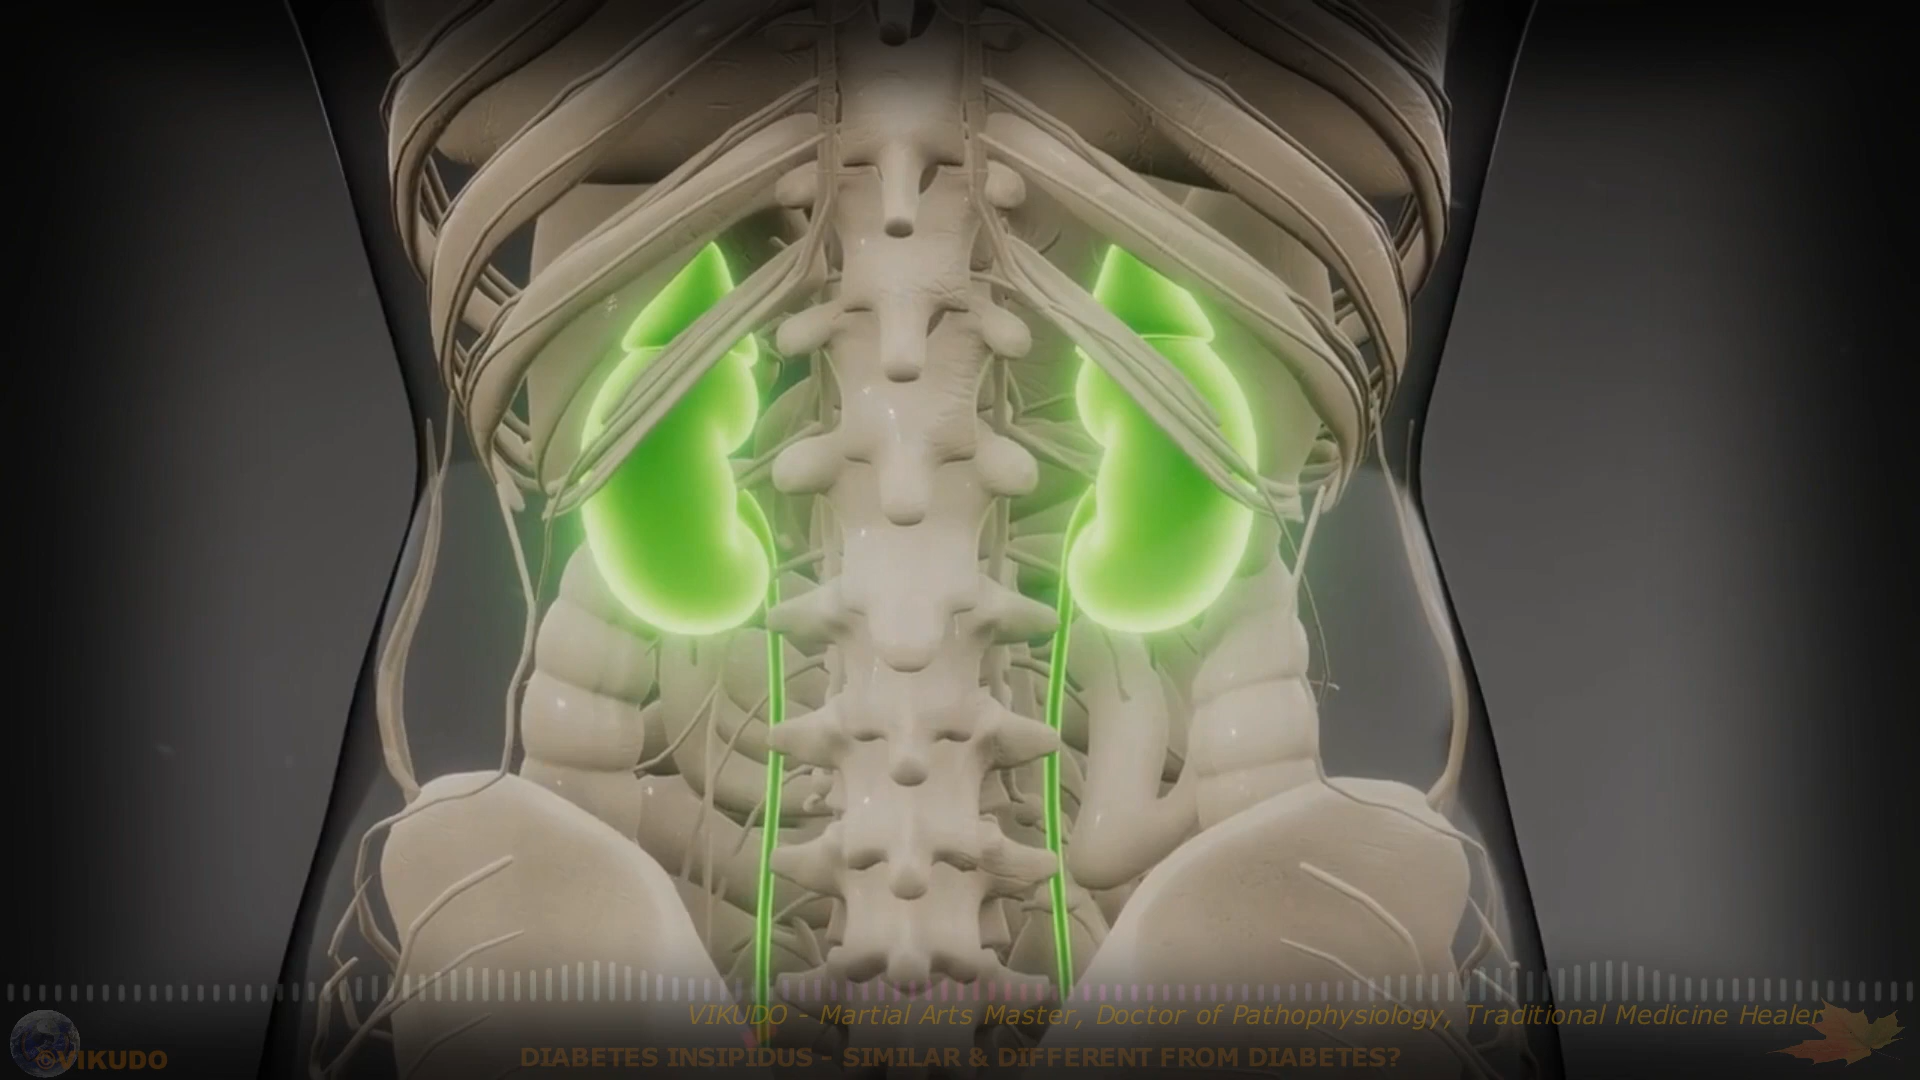 VIKUDO - Martial Arts Master, Doctor of Pathophysiology, Traditional Medicine Healer
©VIKUDO
DIABETES INSIPIDUS - SIMILAR & DIFFERENT FROM DIABETES?